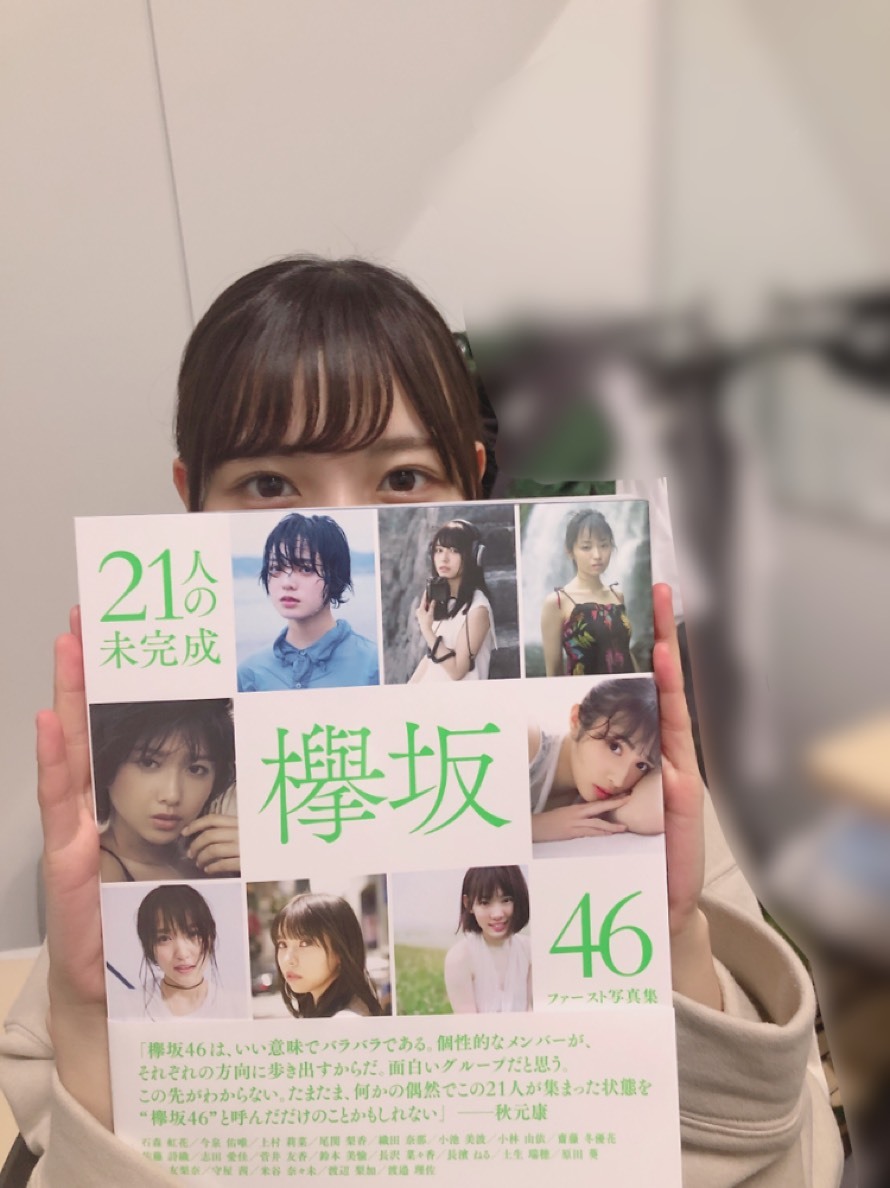 21人の
未完成
欅坂
46
ファースト写真集
「欅坂46は、いい意味でバラバラである。個性的なメンバーが、
それぞれの方向に歩き出すからだ。面白いグループだと思う。
この先がわからない。たまたま、何かの偶然でこの21人が集まった状態を
“欅坂46”と呼んだだけのことかもしれない」——秋元康
石森 虹花／今泉 佑唯／上村 莉菜／尾関 梨香／織田 奈那／小池 美波／小林 由依／齋藤 冬優花
詩織／志田 愛佳／菅井 友香／鈴本 美愉／長沢 菜々香／長濱 ねる／土生 瑞穂／原田 葵
友梨奈／守屋 茜／米谷 奈々未／渡辺 梨加／渡邉 理佐